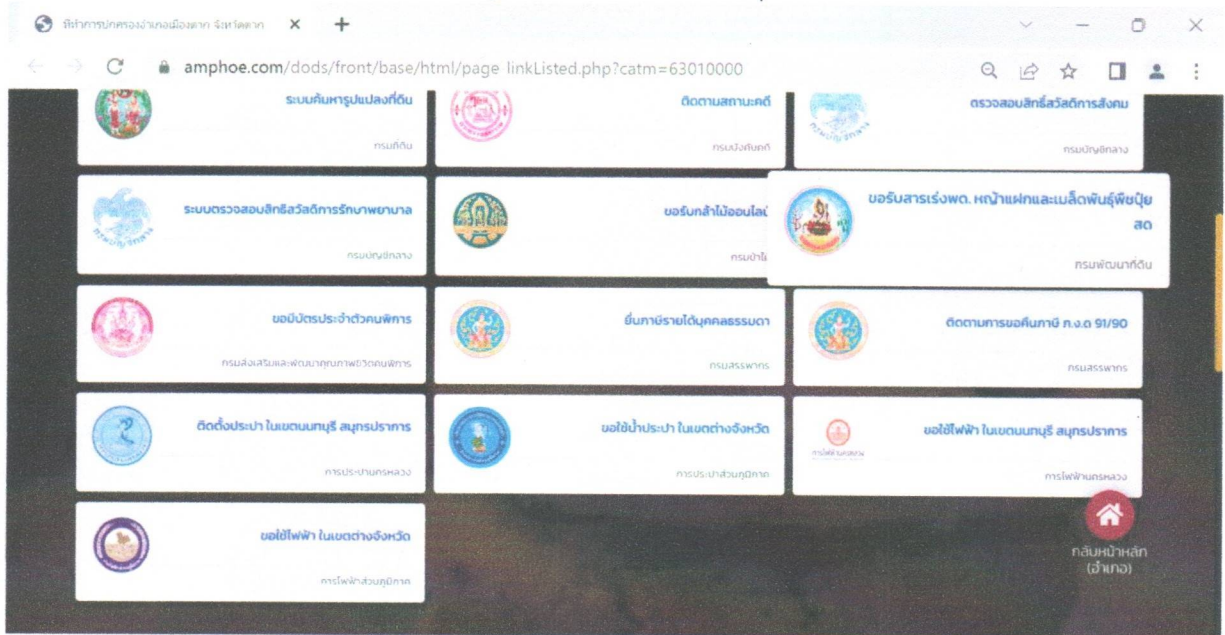 ที่ทำการปกครองอำเภอเมืองตาก จังหวัดตาก
amphoe.com/dods/front/base/html/page linkListed.php?catm=63010000
ระบบค้นหารูปแปลงที่ดิน
กรมที่ดิน
ติดตามสถานะคดี
กรมบังคับคดี
ตรวจสอบสิทธิ์สวัสดิการสังคม
กรมบัญชีกลาง
ระบบตรวจสอบสิทธิสวัสดิการรักษาพยาบาล
กรมบัญชีกลาง
ขอรับกล้าไม้ออนไลน์
กรมป่าไม้
ขอรับสารเร่งพด. หญ้าแฝกและเมล็ดพันธุ์พืชปุ๋ย
สด
กรมพัฒนาที่ดิน
ขอมีบัตรประจำตัวคนพิการ
กรมส่งเสริมและพัฒนาคุณภาพชีวิตคนพิการ
ยื่นภาษีรายได้บุคคลธรรมดา
กรมสรรพากร
ติดตามการขอคืนภาษี ภ.ง.ด 91/90
กรมสรรพากร
ติดตั้งประปา ในเขตนนทบุรี สมุทรปราการ
การประปานครหลวง
ขอใช้น้ำประปา ในเขตต่างจังหวัด
การประปาส่วนภูมิภาค
ขอใช้ไฟฟ้า ในเขตนนทบุรี สมุทรปราการ
การไฟฟ้านครหลวง
การไฟฟ้านครหลวง
ขอใช้ไฟฟ้า ในเขตต่างจังหวัด
การไฟฟ้าส่วนภูมิภาค
กลับหน้าหลัก
(อำเภอ)